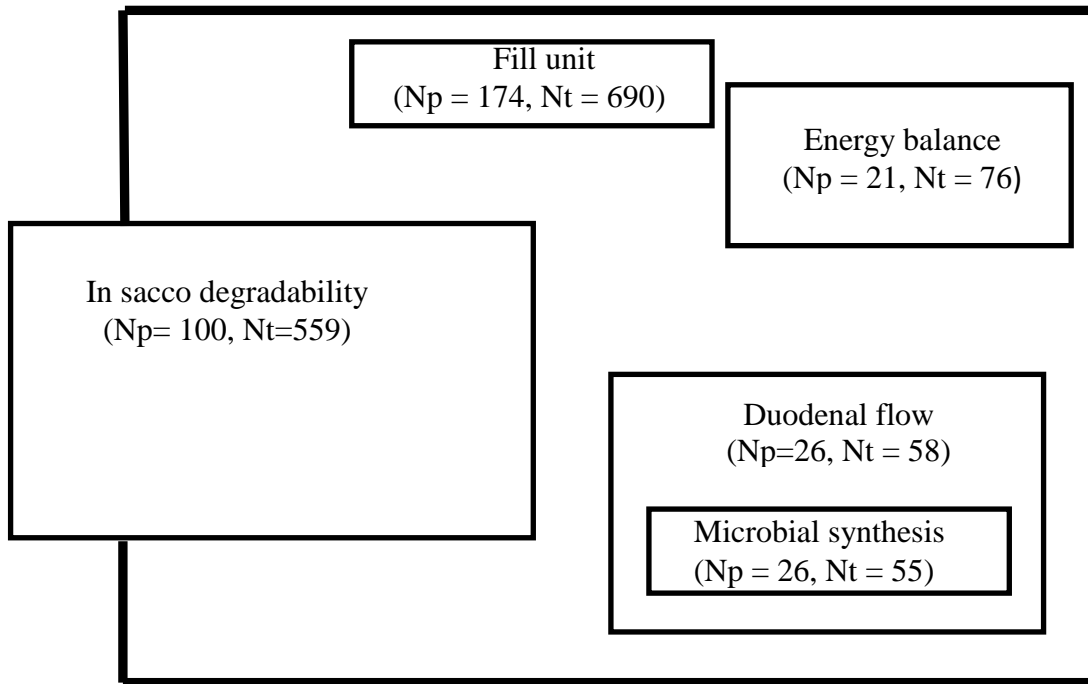 Fill unit
(Np = 174, Nt = 690)
Energy balance
(Np = 21, Nt = 76)
In sacco degradability
(Np= 100, Nt=559)
Duodenal flow
(Np=26, Nt = 58)
Microbial synthesis
(Np = 26, Nt = 55)